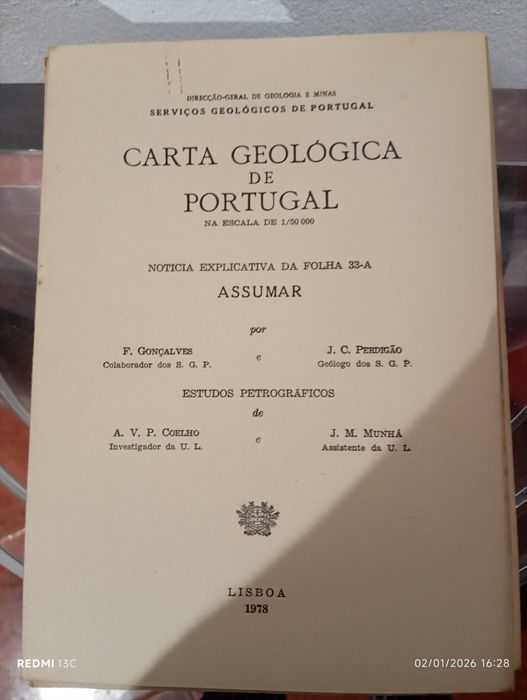 DIRECÇÃO-GERAL DE GEOLOGIA E MINAS
SERVIÇOS GEOLÓGICOS DE PORTUGAL
CARTA GEOLÓGICA
DE
PORTUGAL
NA ESCALA DE 1/50 000
NOTICIA EXPLICATIVA DA FOLHA 33-A
ASSUMAR
por
F. GONÇALVES
Colaborador dos S. G. P.
e
J. C. PERDIGÃO
Geólogo dos S. G. P.
ESTUDOS PETROGRÁFICOS
de
A. V. P. COELHO
Investigador da U. L.
e
J. M. MUNHÁ
Assistente da U. L.
LISBOA
1978
REDMI 13C
02/01/2026 16:28